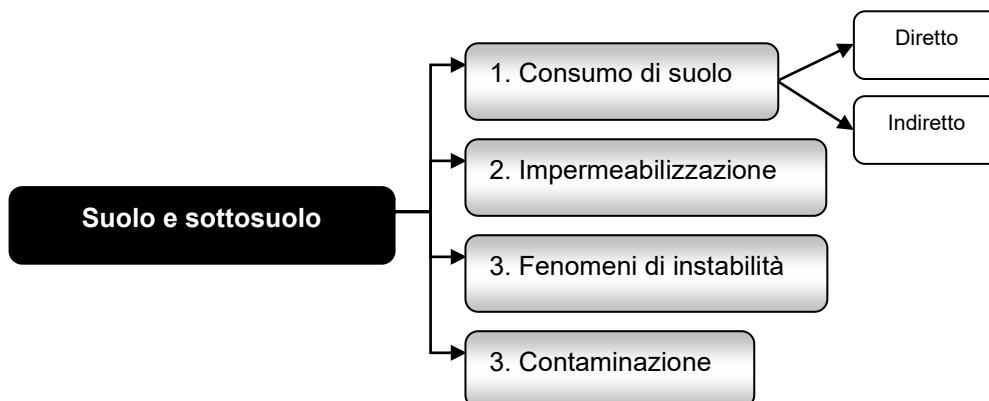 Suolo e sottosuolo
1. Consumo di suolo
Diretto
Indiretto
2. Impermeabilizzazione
3. Fenomeni di instabilità
3. Contaminazione